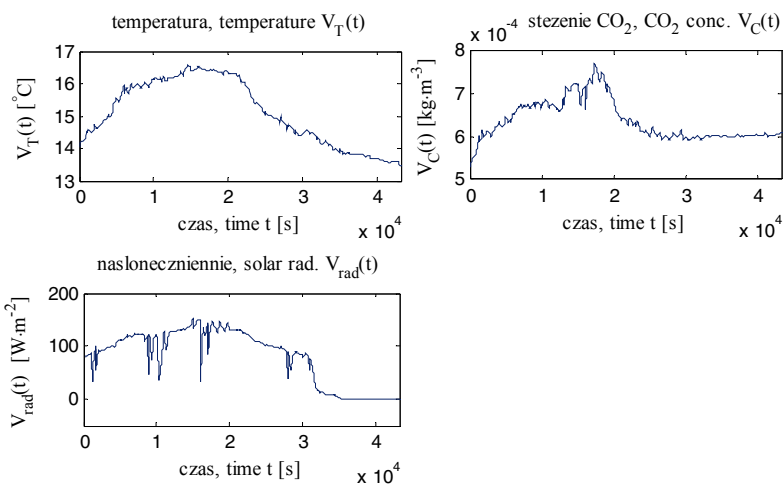 temperatura, temperature V_T(t)
V_T(t) [°C]
17
16
15
14
13
0 1 2 3 4
czas, time t [s]
x 10^4
x 10^-4
stezenie CO_2, CO_2 conc. V_C(t)
V_C(t) [kg·m^-3]
8
7
6
5
0 1 2 3 4
czas, time t [s]
x 10^4
nasloneczniennie, solar rad. V_rad(t)
V_rad(t) [W·m^-2]
200
100
0
0 1 2 3 4
czas, time t [s]
x 10^4